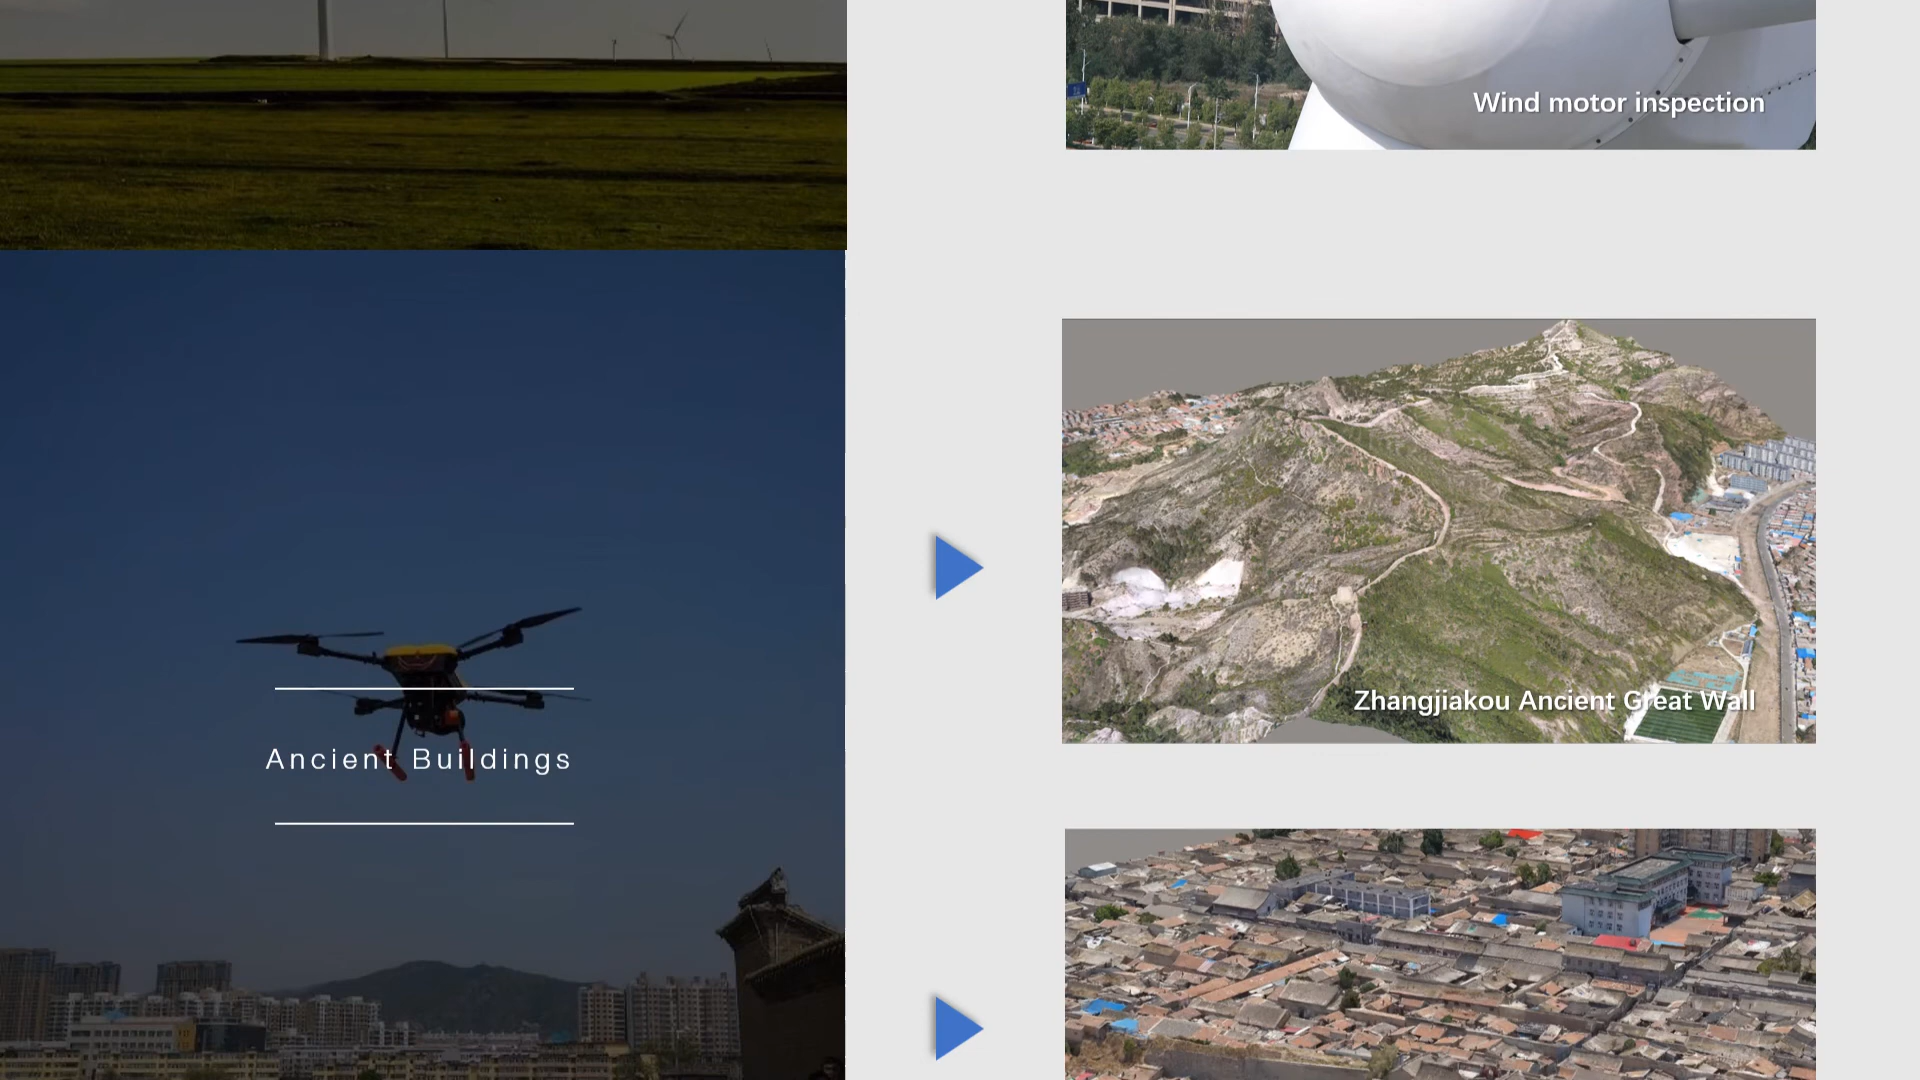 Wind motor inspection
Zhangjiakou Ancient Great Wall
Ancient Buildings